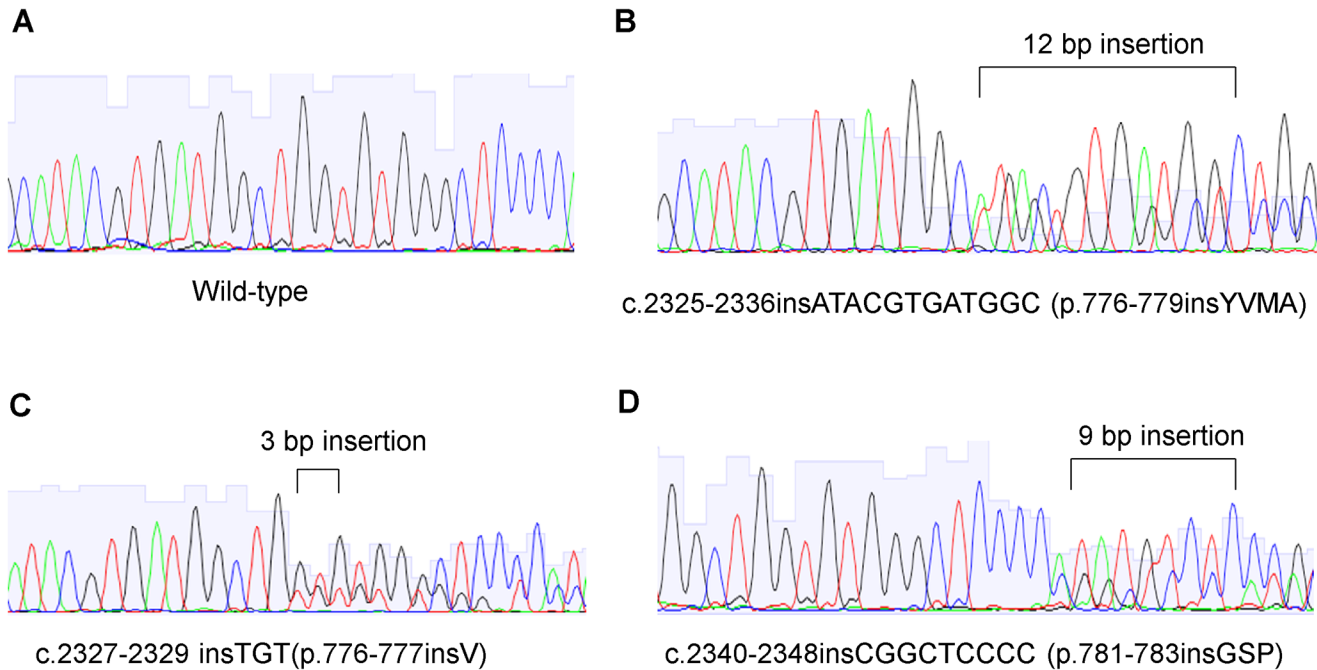 A
Wild-type
B
12 bp insertion
c.2325-2336insATACGTGATGGC (p.776-779insYVMA)
C
3 bp insertion
c.2327-2329 insTGT(p.776-777insV)
D
9 bp insertion
c.2340-2348insCGGCTCCCC (p.781-783insGSP)